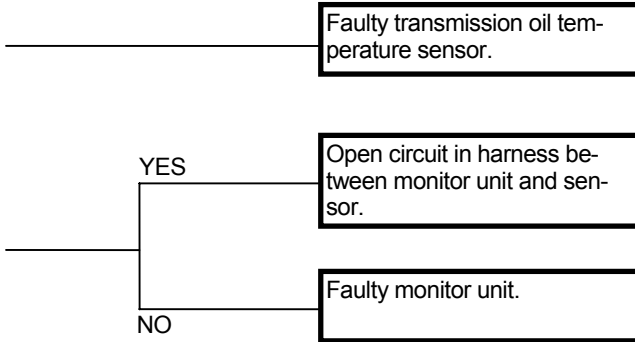 Faulty transmission oil tem-
perature sensor.
YES
Open circuit in harness be-
tween monitor unit and sen-
sor.
Faulty monitor unit.
NO